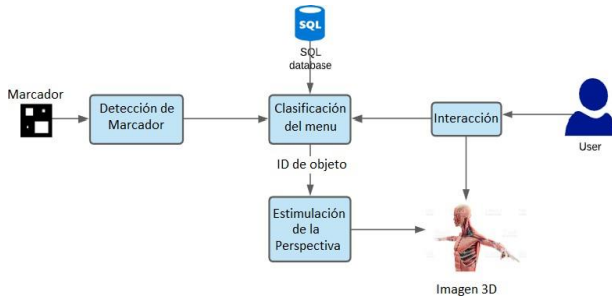 SQL
SQL
database
Marcador
Detección de
Marcador
Clasificación
del menu
Interacción
User
ID de objeto
Estimulación
de la
Perspectiva
Imagen 3D